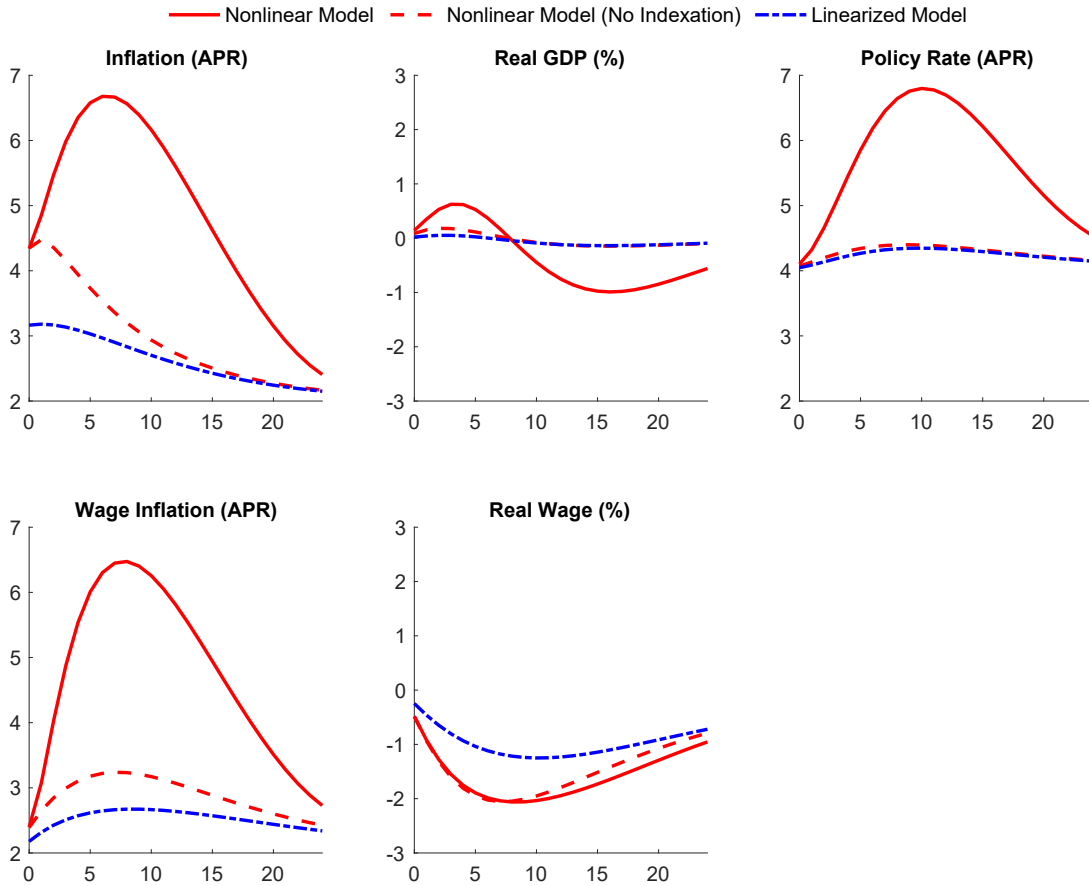 Nonlinear Model Nonlinear Model (No Indexation) Linearized Model
Inflation (APR) Real GDP (%) Policy Rate (APR)
7 3 7
2
6 6
1
5 0 5
-1
4 4
3 -2 3
2 -3 2
0 5 10 15 20 0 5 10 15 20 0 5 10 15 20
Wage Inflation (APR) Real Wage (%)
7 3
2
6
1
5 0
4 -1
3 -2
2 -3
0 5 10 15 20 0 5 10 15 20